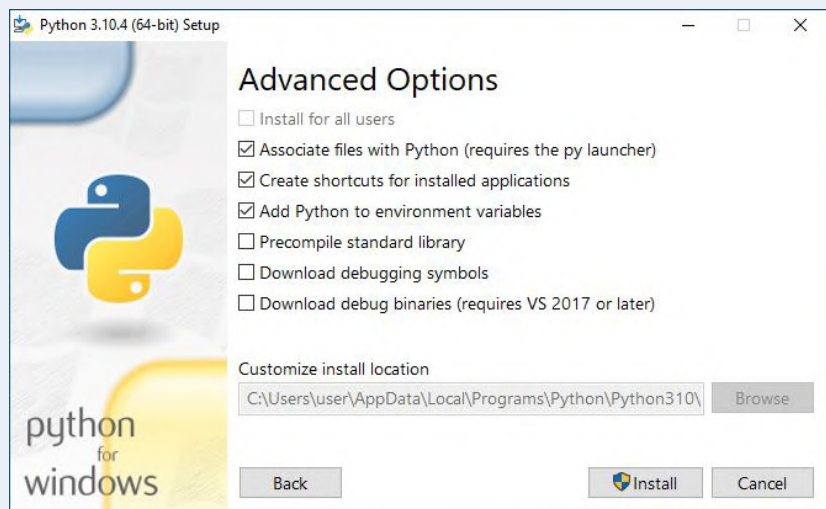 Python 3.10.4 (64-bit) Setup
Advanced Options
Install for all users
Associate files with Python (requires the py launcher)
Create shortcuts for installed applications
Add Python to environment variables
Precompile standard library
Download debugging symbols
Download debug binaries (requires VS 2017 or later)
Customize install location
C:\Users\user\AppData\Local\Programs\Python\Python310\
Browse
python
for
windows
Back
Install
Cancel